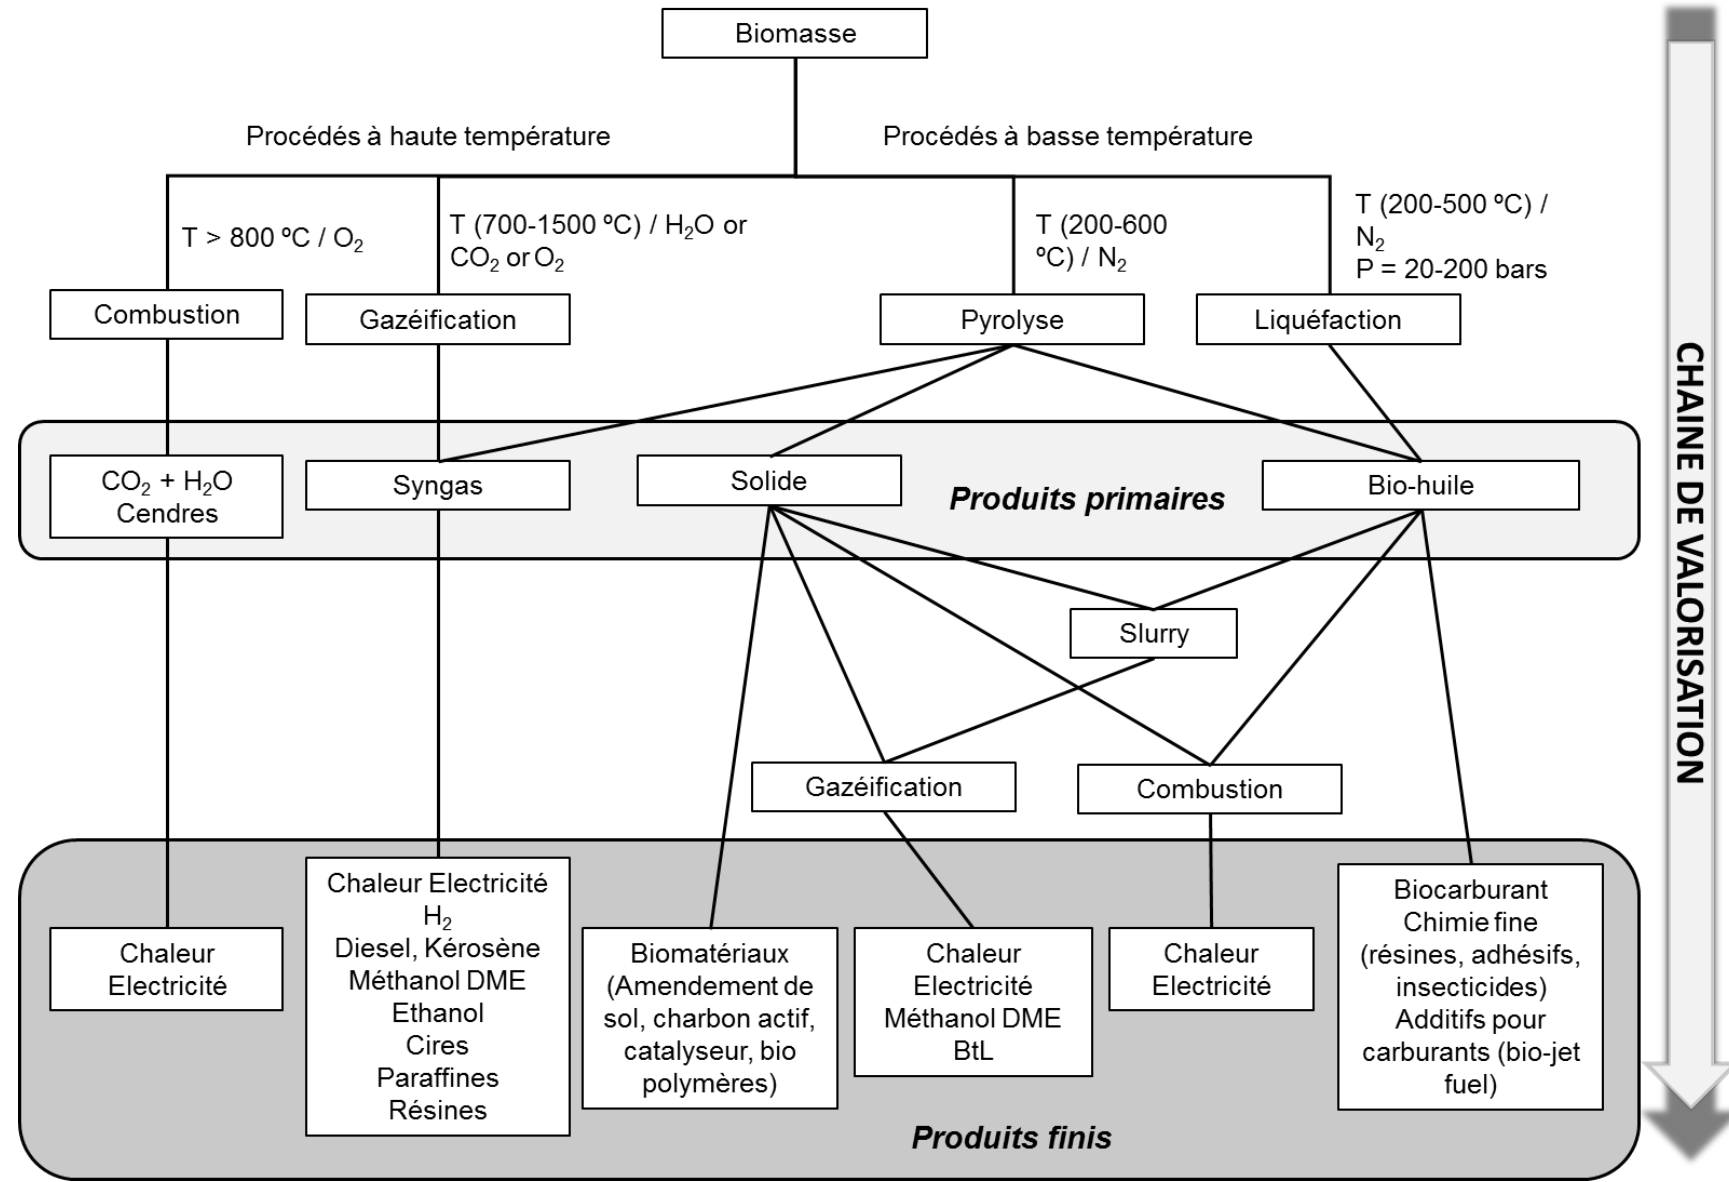 Biomasse
Procédés à haute température
Procédés à basse température
T > 800 ºC / O₂
T (700-1500 ºC) / H₂O or
CO₂ or O₂
T (200-600
ºC) / N₂
T (200-500 ºC) /
N₂
P = 20-200 bars
Combustion
Gazéification
Pyrolyse
Liquéfaction
CO₂ + H₂O
Cendres
Syngas
Solide
Produits primaires
Bio-huile
Slurry
Gazéification
Combustion
Chaleur
Electricité
Chaleur Electricité
H₂
Diesel, Kérosène
Méthanol DME
Ethanol
Cires
Paraffines
Résines
Biomatériaux
(Amendement de
sol, charbon actif,
catalyseur, bio
polymères)
Chaleur
Electricité
Méthanol DME
BtL
Chaleur
Electricité
Biocarburant
Chimie fine
(résines, adhésifs,
insecticides)
Additifs pour
carburants (bio-jet
fuel)
Produits finis
CHAINE DE VALORISATION